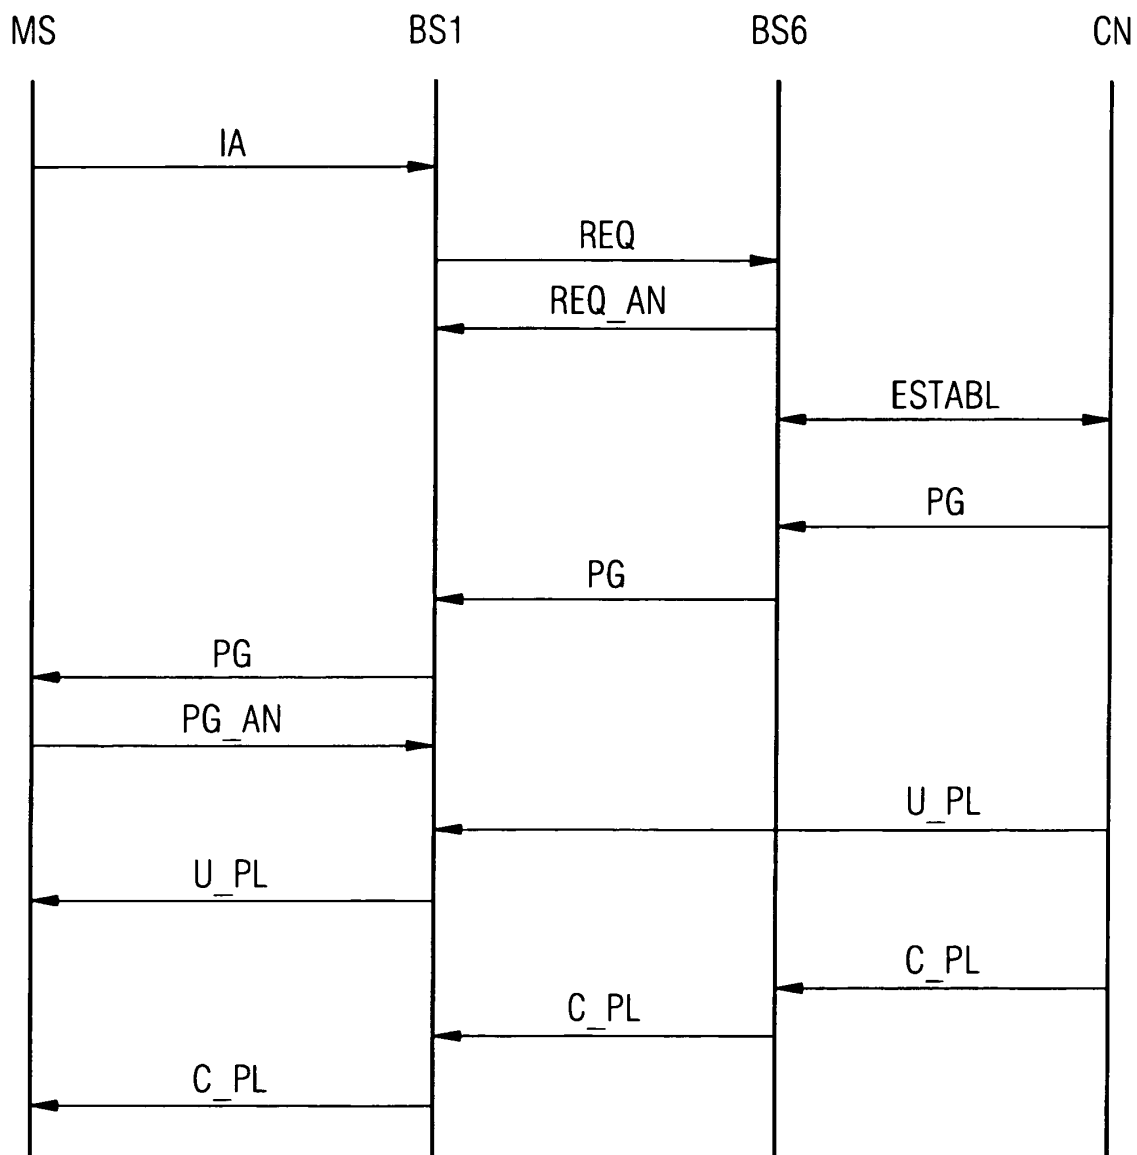 MS BS1 BS6 CN
IA
REQ
REQ_AN
ESTABL
PG
PG
PG
PG_AN
U_PL
U_PL
C_PL
C_PL
C_PL